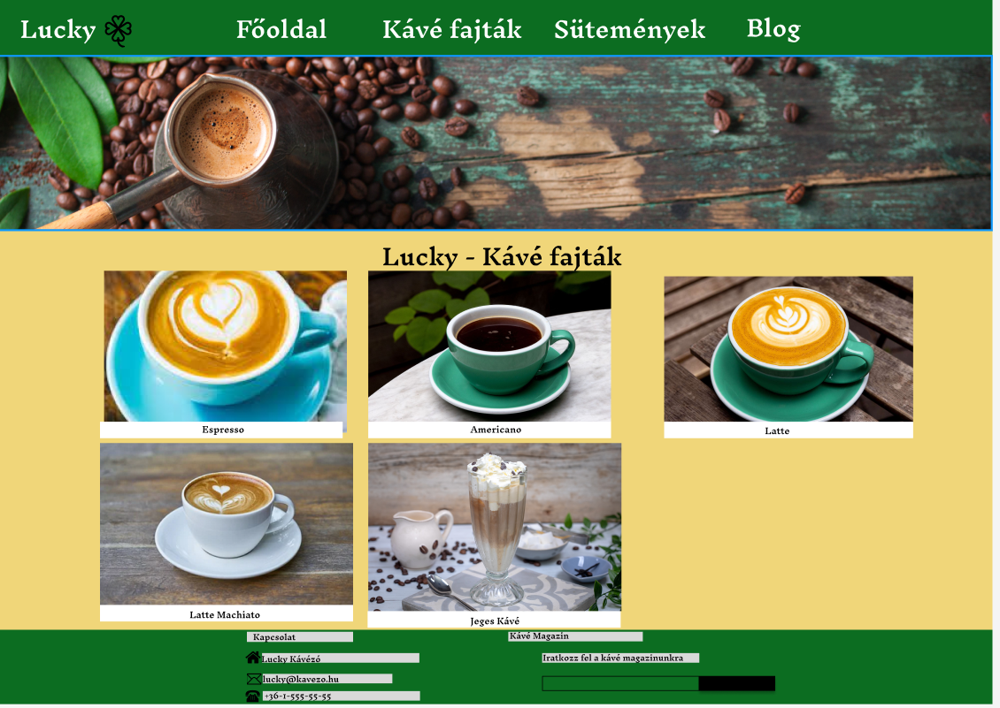 Lucky Főoldal Kávé fajták Sütemények Blog
Lucky - Kávé fajták
Espresso
Americano
Latte
Latte Machiato
Jeges Kávé
Kapcsolat
Lucky Kávézó
lucky@kavezo.hu
+36-1-555-55-55
Kávé Magazin
Iratkozz fel a kávé magazinunkra